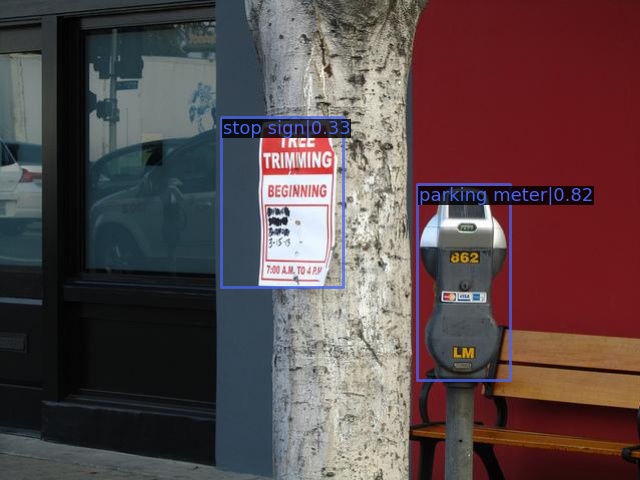 stop sign|0.33
TREE
TRIMMING
BEGINNING
3-15-13
7:00 A.M. TO 4 P.M
parking meter|0.82
862
VISA
LM